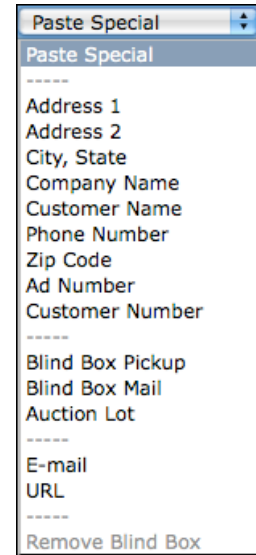 Paste Special
Paste Special
-----
Address 1
Address 2
City, State
Company Name
Customer Name
Phone Number
Zip Code
Ad Number
Customer Number
-----
Blind Box Pickup
Blind Box Mail
Auction Lot
-----
E-mail
URL
-----
Remove Blind Box